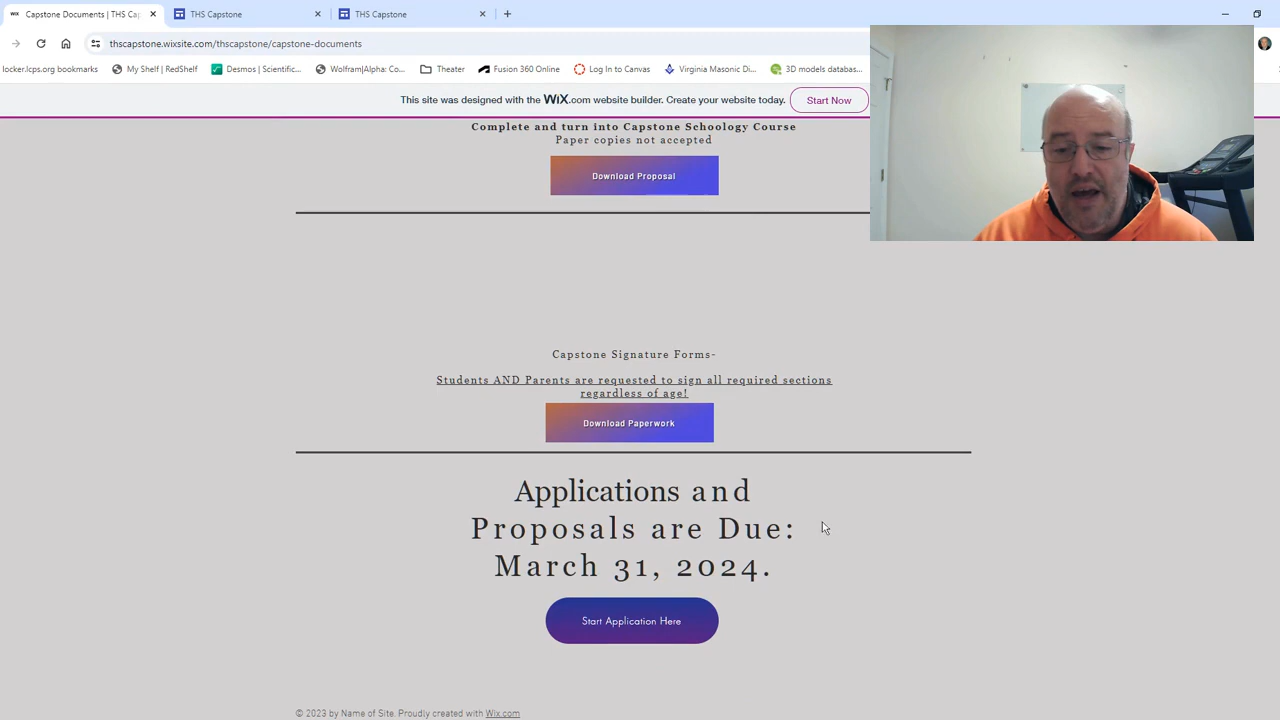 WiX Capstone Documents | THS Ca
THS Capstone
THS Capstone
thscapstone.wixsite.com/thscapstone/capstone-documents
locker.lcps.org bookmarks
My Shelf | RedShelf
Desmos | Scientific...
Wolfram|Alpha: Co...
Theater
Fusion 360 Online
Log In to Canvas
Virginia Masonic Di...
3D models databas...
This site was designed with the WiX.com website builder. Create your website today.
Start Now
Complete and turn into Capstone Schoology Course
Paper copies not accepted
Download Proposal
Capstone Signature Forms-
Students AND Parents are requested to sign all required sections
regardless of age!
Download Paperwork
Applications and
Proposals are Due:
March 31, 2024.
Start Application Here
© 2023 by Name of Site. Proudly created with Wix.com